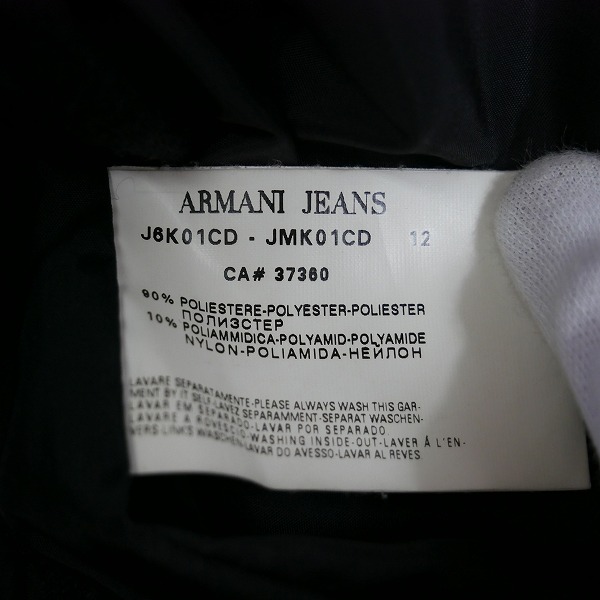 ARMANI JEANS
J6K01CD - JMK01CD 12
CA# 37360
90% POLIESTERE-POLYESTER-POLIESTER
ПОЛИЭСТЕР
10% POLIAMMIDICA-POLYAMID-POLYAMIDE
NYLON-POLIAMIDA-НЕЙЛОН
LAVARE SEPARATAMENTE-PLEASE ALWAYS WASH THIS GAR-
MENT BY IT SELF-LAVEZ SEPARAMMENT-SEPARAT WASCHEN-
LAVAR EM SEPARADO-LAVAR POR SEPARADO
LAVARE A ROVESCIO-WASHING INSIDE-OUT-LAVER Á L'EN-
VERS LINKS WASCHEN-LAVAR DO AVESSO-LAVAR AL REVES